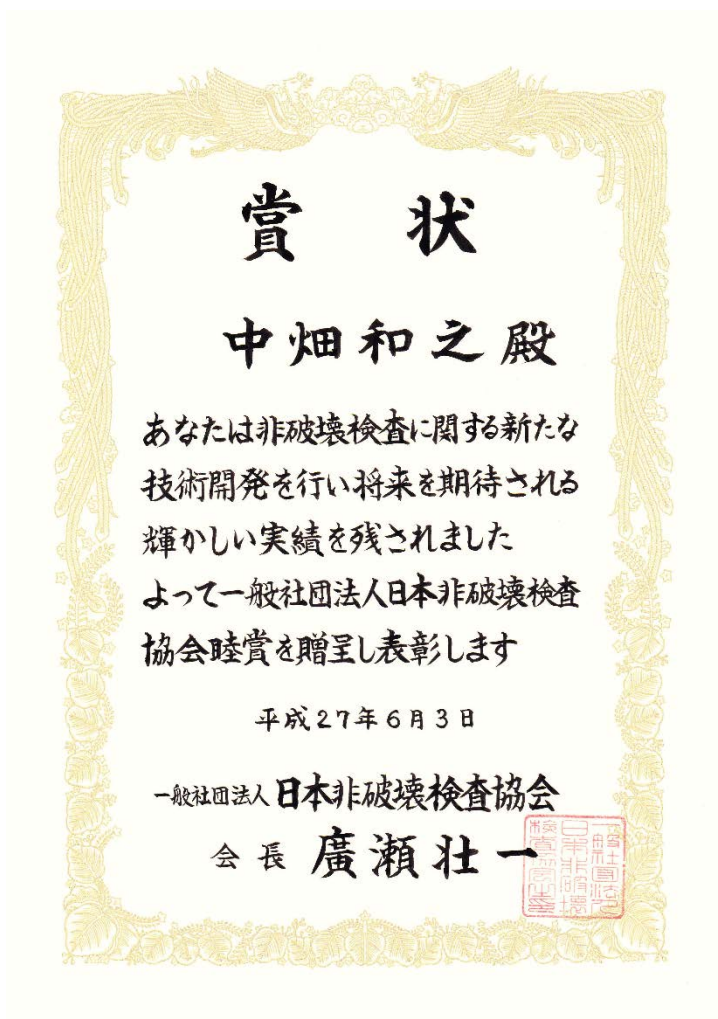 賞状
中畑和之殿
あなたは非破壊検査に関する新たな
技術開発を行い将来を期待される
輝かしい実績を残されました
よって一般社団法人日本非破壊検査
協会睦賞を贈呈し表彰します
平成27年6月3日
一般社団法人日本非破壊検査協会
会長 廣瀬壮一